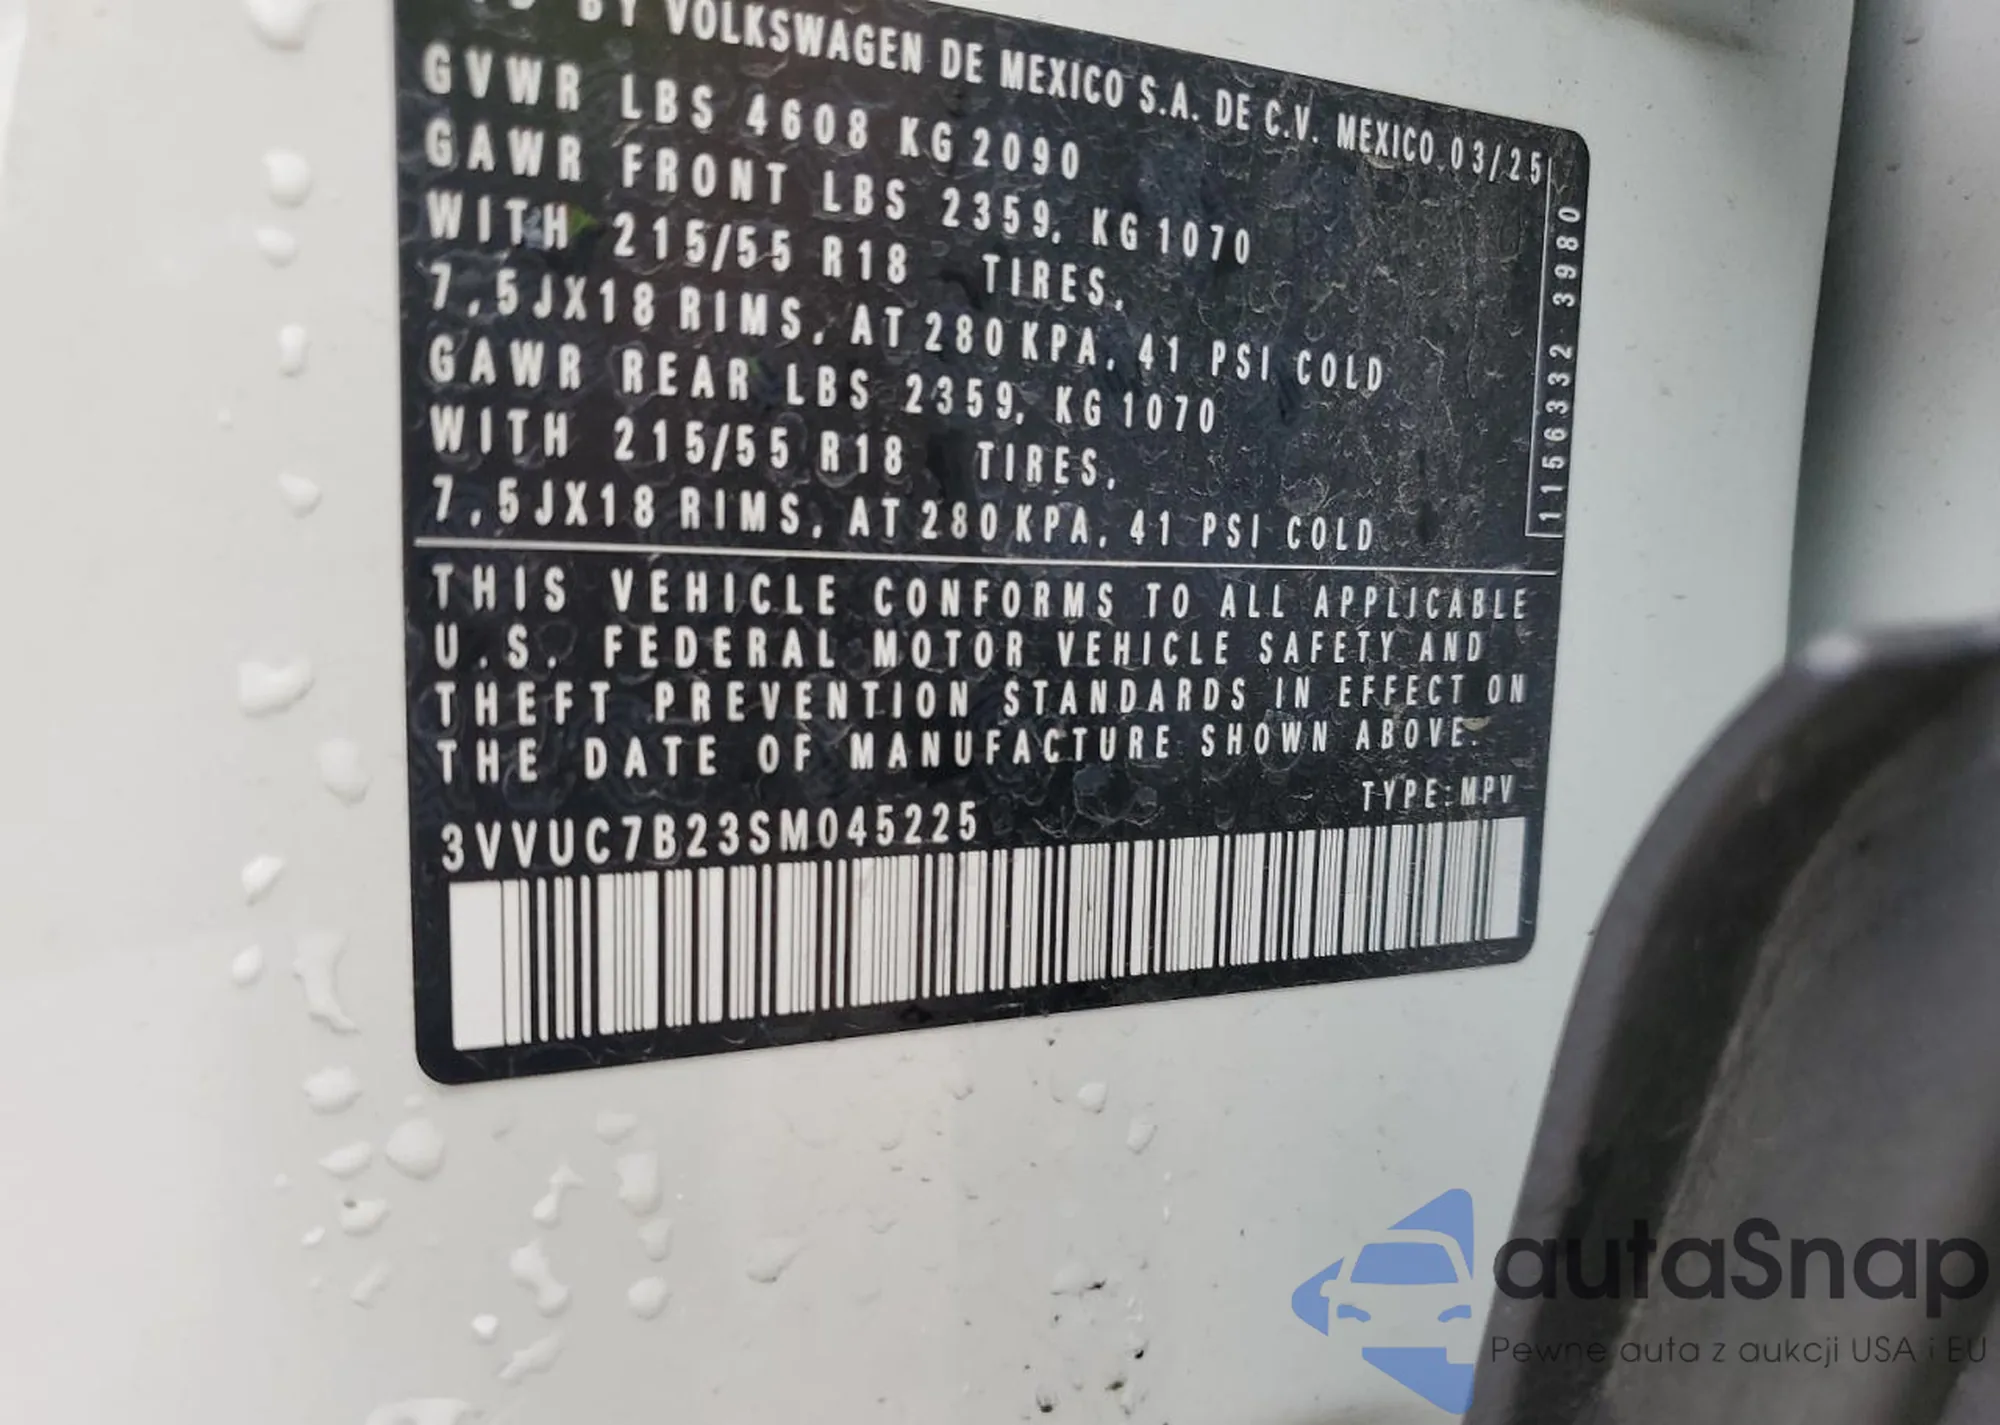 BY VOLKSWAGEN DE MEXICO S.A. DE C.V. MEXICO 03/25
GVWR LBS 4608 KG 2090
GAWR FRONT LBS 2359, KG 1070
WITH 215/55 R18 TIRES,
7,5JX18 RIMS, AT 280 KPA, 41 PSI COLD
GAWR REAR LBS 2359, KG 1070
WITH 215/55 R18 TIRES,
7,5JX18 RIMS, AT 280 KPA, 41 PSI COLD
1156332 3980
THIS VEHICLE CONFORMS TO ALL APPLICABLE
U.S. FEDERAL MOTOR VEHICLE SAFETY AND
THEFT PREVENTION STANDARDS IN EFFECT ON
THE DATE OF MANUFACTURE SHOWN ABOVE.
TYPE: MPV
3VVUC7B23SM045225
autaSnap
Pewne auta z aukcji USA i EU